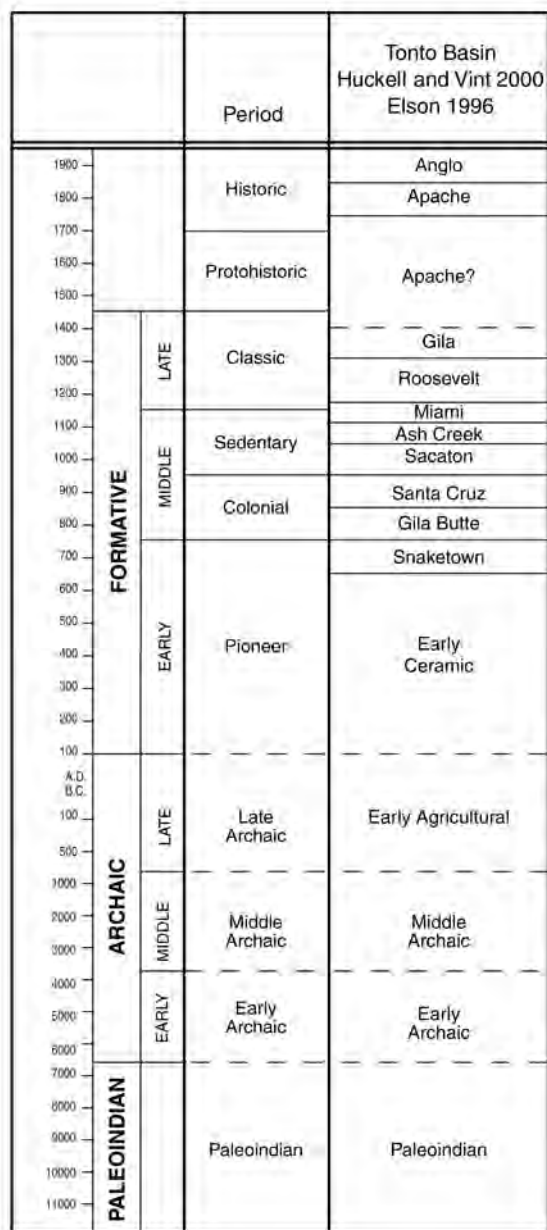 Period
Tonto Basin
Huckell and Vint 2000
Elson 1996
1900
1800
1700
1600
1500
1400
1300
1200
1100
1000
900
800
700
600
500
400
300
200
100
A.D.
B.C.
100
500
1000
2000
3000
4000
5000
6000
7000
8000
9000
10000
11000
FORMATIVE
ARCHAIC
PALEOINDIAN
LATE
MIDDLE
EARLY
LATE
MIDDLE
EARLY
Historic
Protohistoric
Classic
Sedentary
Colonial
Pioneer
Late
Archaic
Middle
Archaic
Early
Archaic
Paleoindian
Anglo
Apache
Apache?
Gila
Roosevelt
Miami
Ash Creek
Sacaton
Santa Cruz
Gila Butte
Snaketown
Early
Ceramic
Early Agricultural
Middle
Archaic
Early
Archaic
Paleoindian